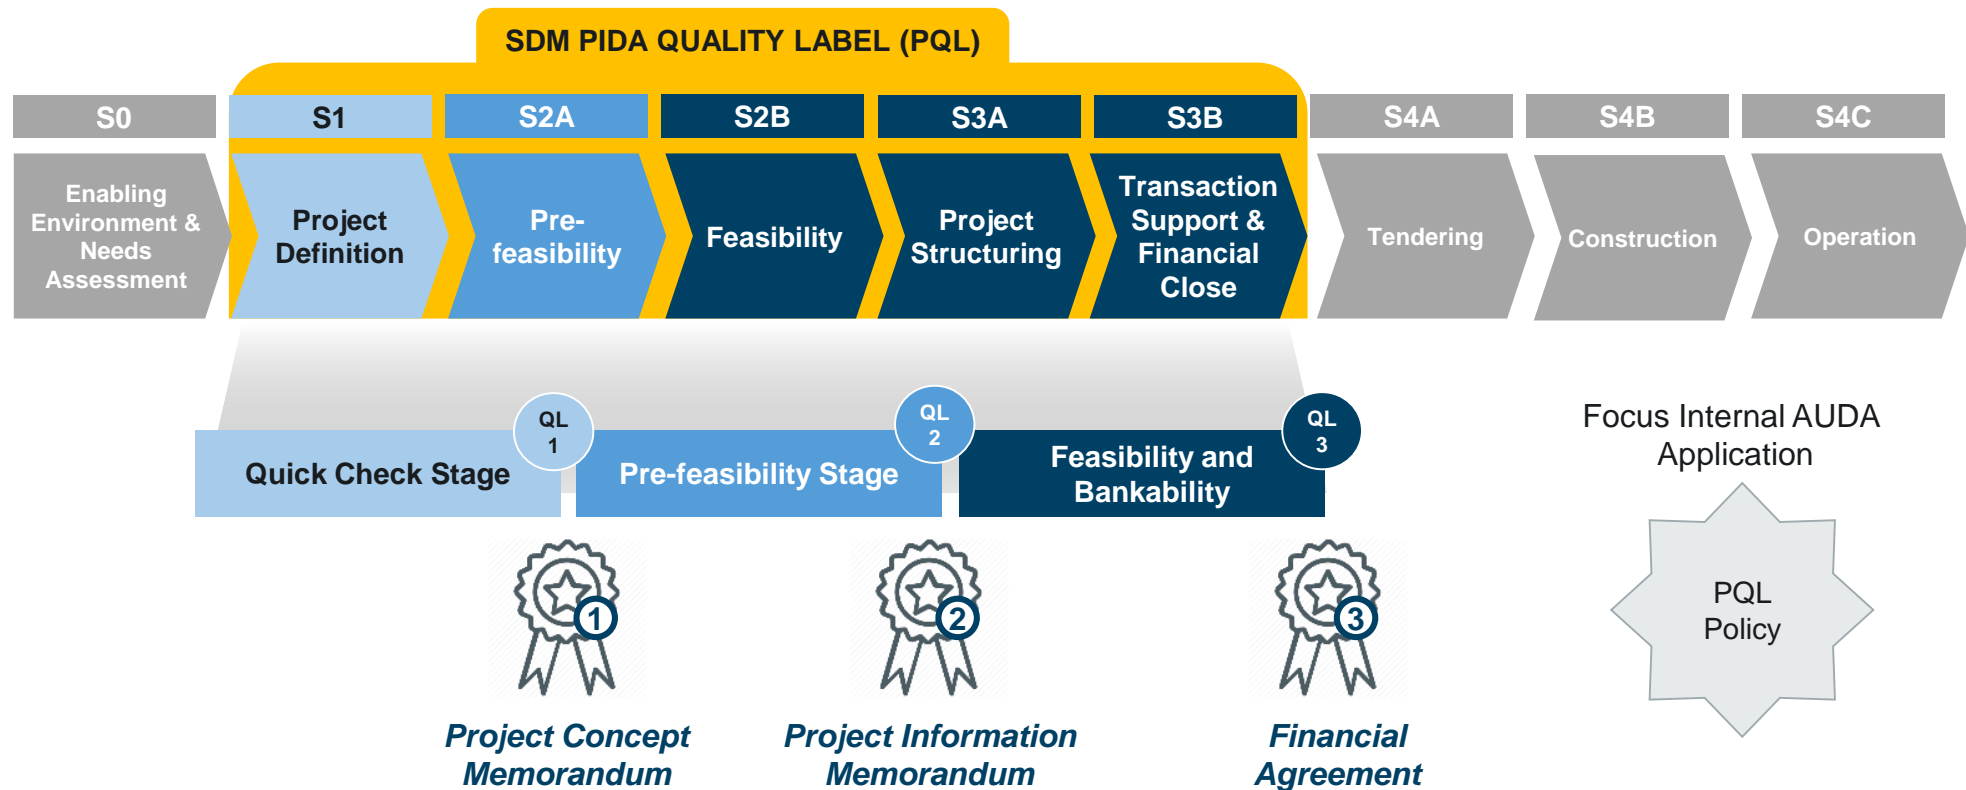 SDM PIDA QUALITY LABEL (PQL)
S0
S1
S2A
S2B
S3A
S3B
S4A
S4B
S4C
Enabling
Environment &
Needs
Assessment
Project
Definition
Pre-
feasibility
Feasibility
Project
Structuring
Transaction
Support &
Financial
Close
Tendering
Construction
Operation
QL
1
QL
2
QL
3
Quick Check Stage
Pre-feasibility Stage
Feasibility and
Bankability
Focus Internal AUDA
Application
PQL
Policy
1
2
3
Project Concept
Memorandum
Project Information
Memorandum
Financial
Agreement